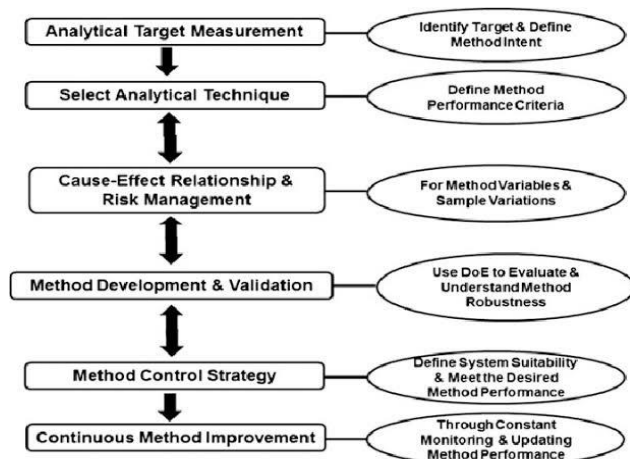 Analytical Target Measurement
Identify Target & Define
Method Intent
Select Analytical Technique
Define Method
Performance Criteria
Cause-Effect Relationship &
Risk Management
For Method Variables &
Sample Variations
Method Development & Validation
Use DoE to Evaluate &
Understand Method
Robustness
Method Control Strategy
Define System Suitability
& Meet the Desired
Method Performance
Continuous Method Improvement
Through Constant
Monitoring & Updating
Method Performance